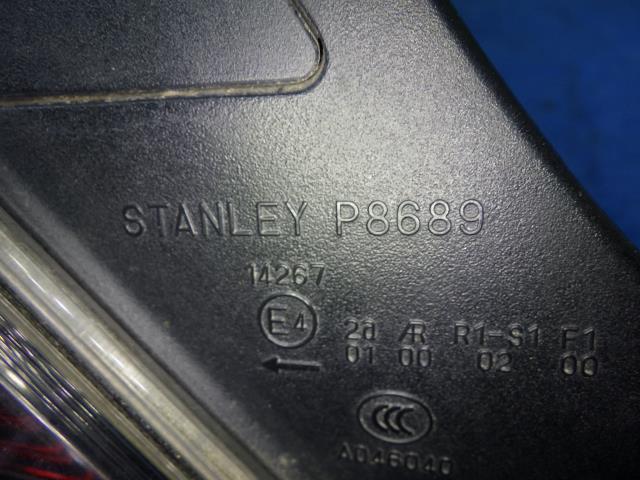 STANLEY P8689
14267
E4 2a AR R1-S1 F1
← 01 00 02 00
CCC
A046040